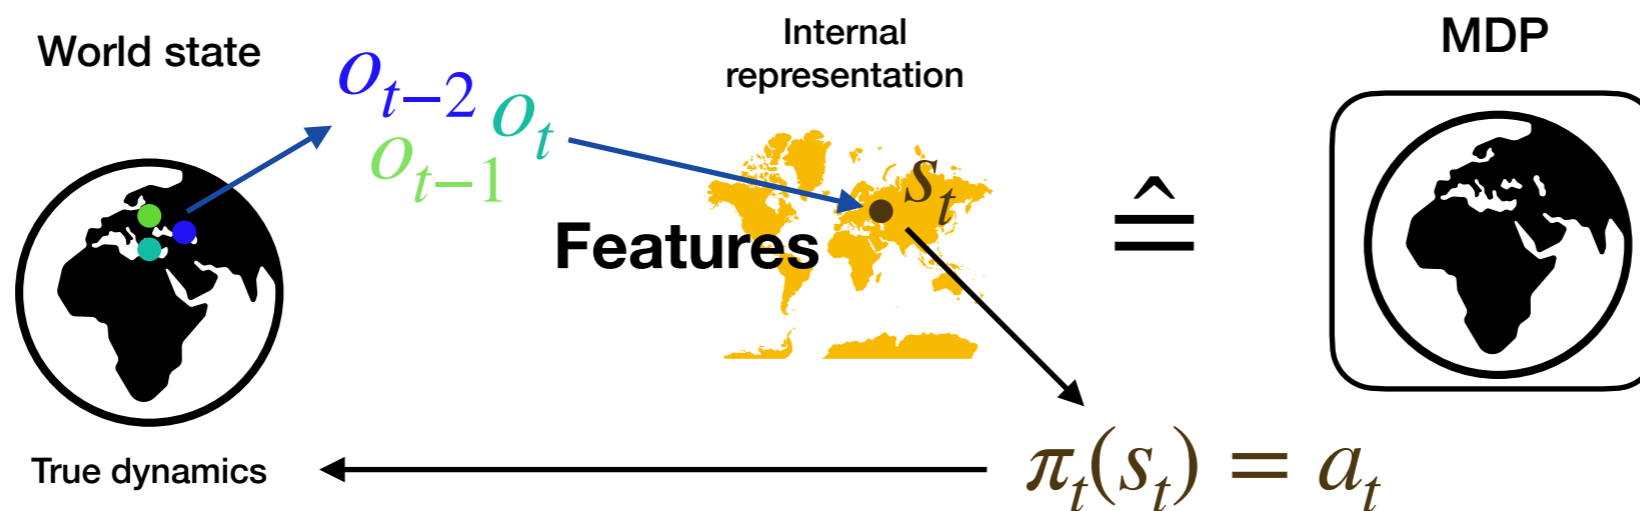 World state
o_{t−2}
o_t
o_{t−1}
Internal
representation
s_t
Features
≙
MDP
True dynamics
π_t(s_t) = a_t